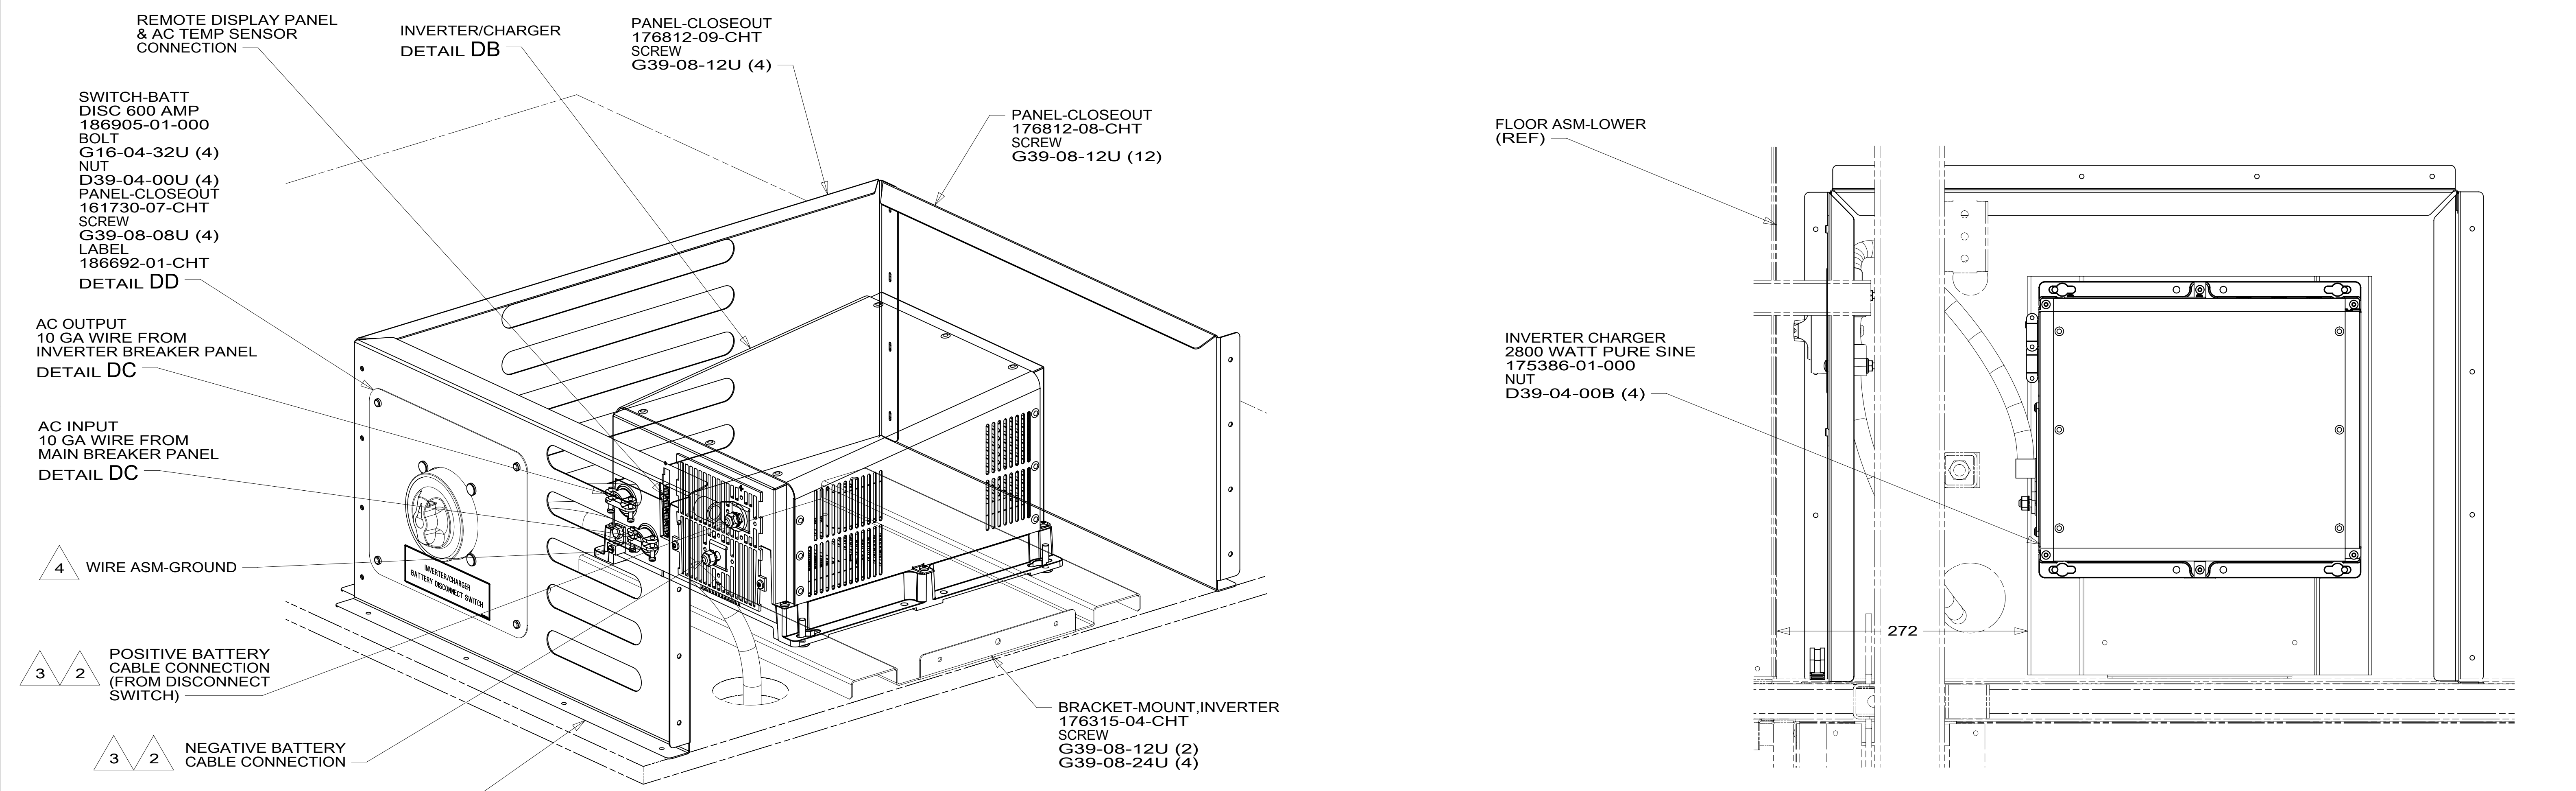 REMOTE DISPLAY PANEL
& AC TEMP SENSOR
CONNECTION
INVERTER/CHARGER
DETAIL DB
PANEL-CLOSEOUT
176812-09-CHT
SCREW
G39-08-12U (4)
SWITCH-BATT
DISC 600 AMP
186905-01-000
BOLT
G16-04-32U (4)
NUT
D39-04-00U (4)
PANEL-CLOSEOUT
161730-07-CHT
SCREW
G39-08-08U (4)
LABEL
186692-01-CHT
DETAIL DD
PANEL-CLOSEOUT
176812-08-CHT
SCREW
G39-08-12U (12)
AC OUTPUT
10 GA WIRE FROM
INVERTER BREAKER PANEL
DETAIL DC
AC INPUT
10 GA WIRE FROM
MAIN BREAKER PANEL
DETAIL DC
4 WIRE ASM-GROUND
INVERTER/CHARGER
BATTERY DISCONNECT SWITCH
3 2
POSITIVE BATTERY
CABLE CONNECTION
(FROM DISCONNECT
SWITCH)
3 2
NEGATIVE BATTERY
CABLE CONNECTION
BRACKET-MOUNT,INVERTER
176315-04-CHT
SCREW
G39-08-12U (2)
G39-08-24U (4)
FLOOR ASM-LOWER
(REF)
INVERTER CHARGER
2800 WATT PURE SINE
175386-01-000
NUT
D39-04-00B (4)
272